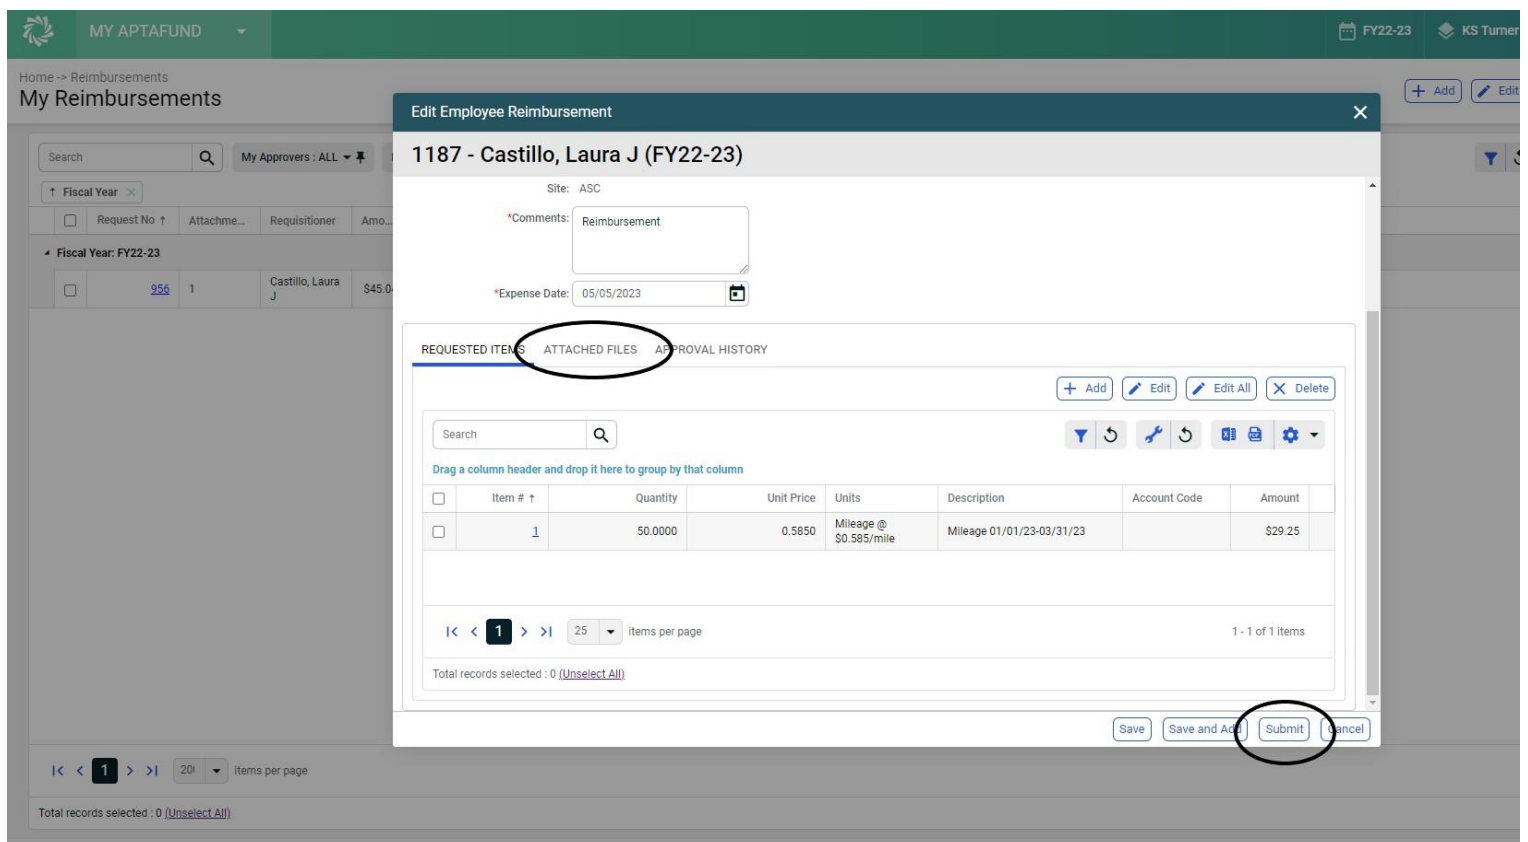 MY APTAFUND
FY22-23
KS Turner
Home -> Reimbursements
My Reimbursements
Add
Edit
Edit Employee Reimbursement
1187 - Castillo, Laura J (FY22-23)
Search
My Approvers : ALL
↑ Fiscal Year
Site: ASC
*Comments: Reimbursement
Request No ↑ Attachme... Requisitioner Amo...
Fiscal Year: FY22-23
956 1 Castillo, Laura J $45.0
*Expense Date: 05/05/2023
REQUESTED ITEMS ATTACHED FILES APPROVAL HISTORY
Add Edit Edit All Delete
Search
Drag a column header and drop it here to group by that column
Item # ↑ Quantity Unit Price Units Description Account Code Amount
1 50.0000 0.5850 Mileage @ $0.585/mile Mileage 01/01/23-03/31/23 $29.25
1 25 items per page 1 - 1 of 1 items
Total records selected : 0 (Unselect All)
Save Save and Add Submit Cancel
1 20 items per page
Total records selected : 0 (Unselect All)